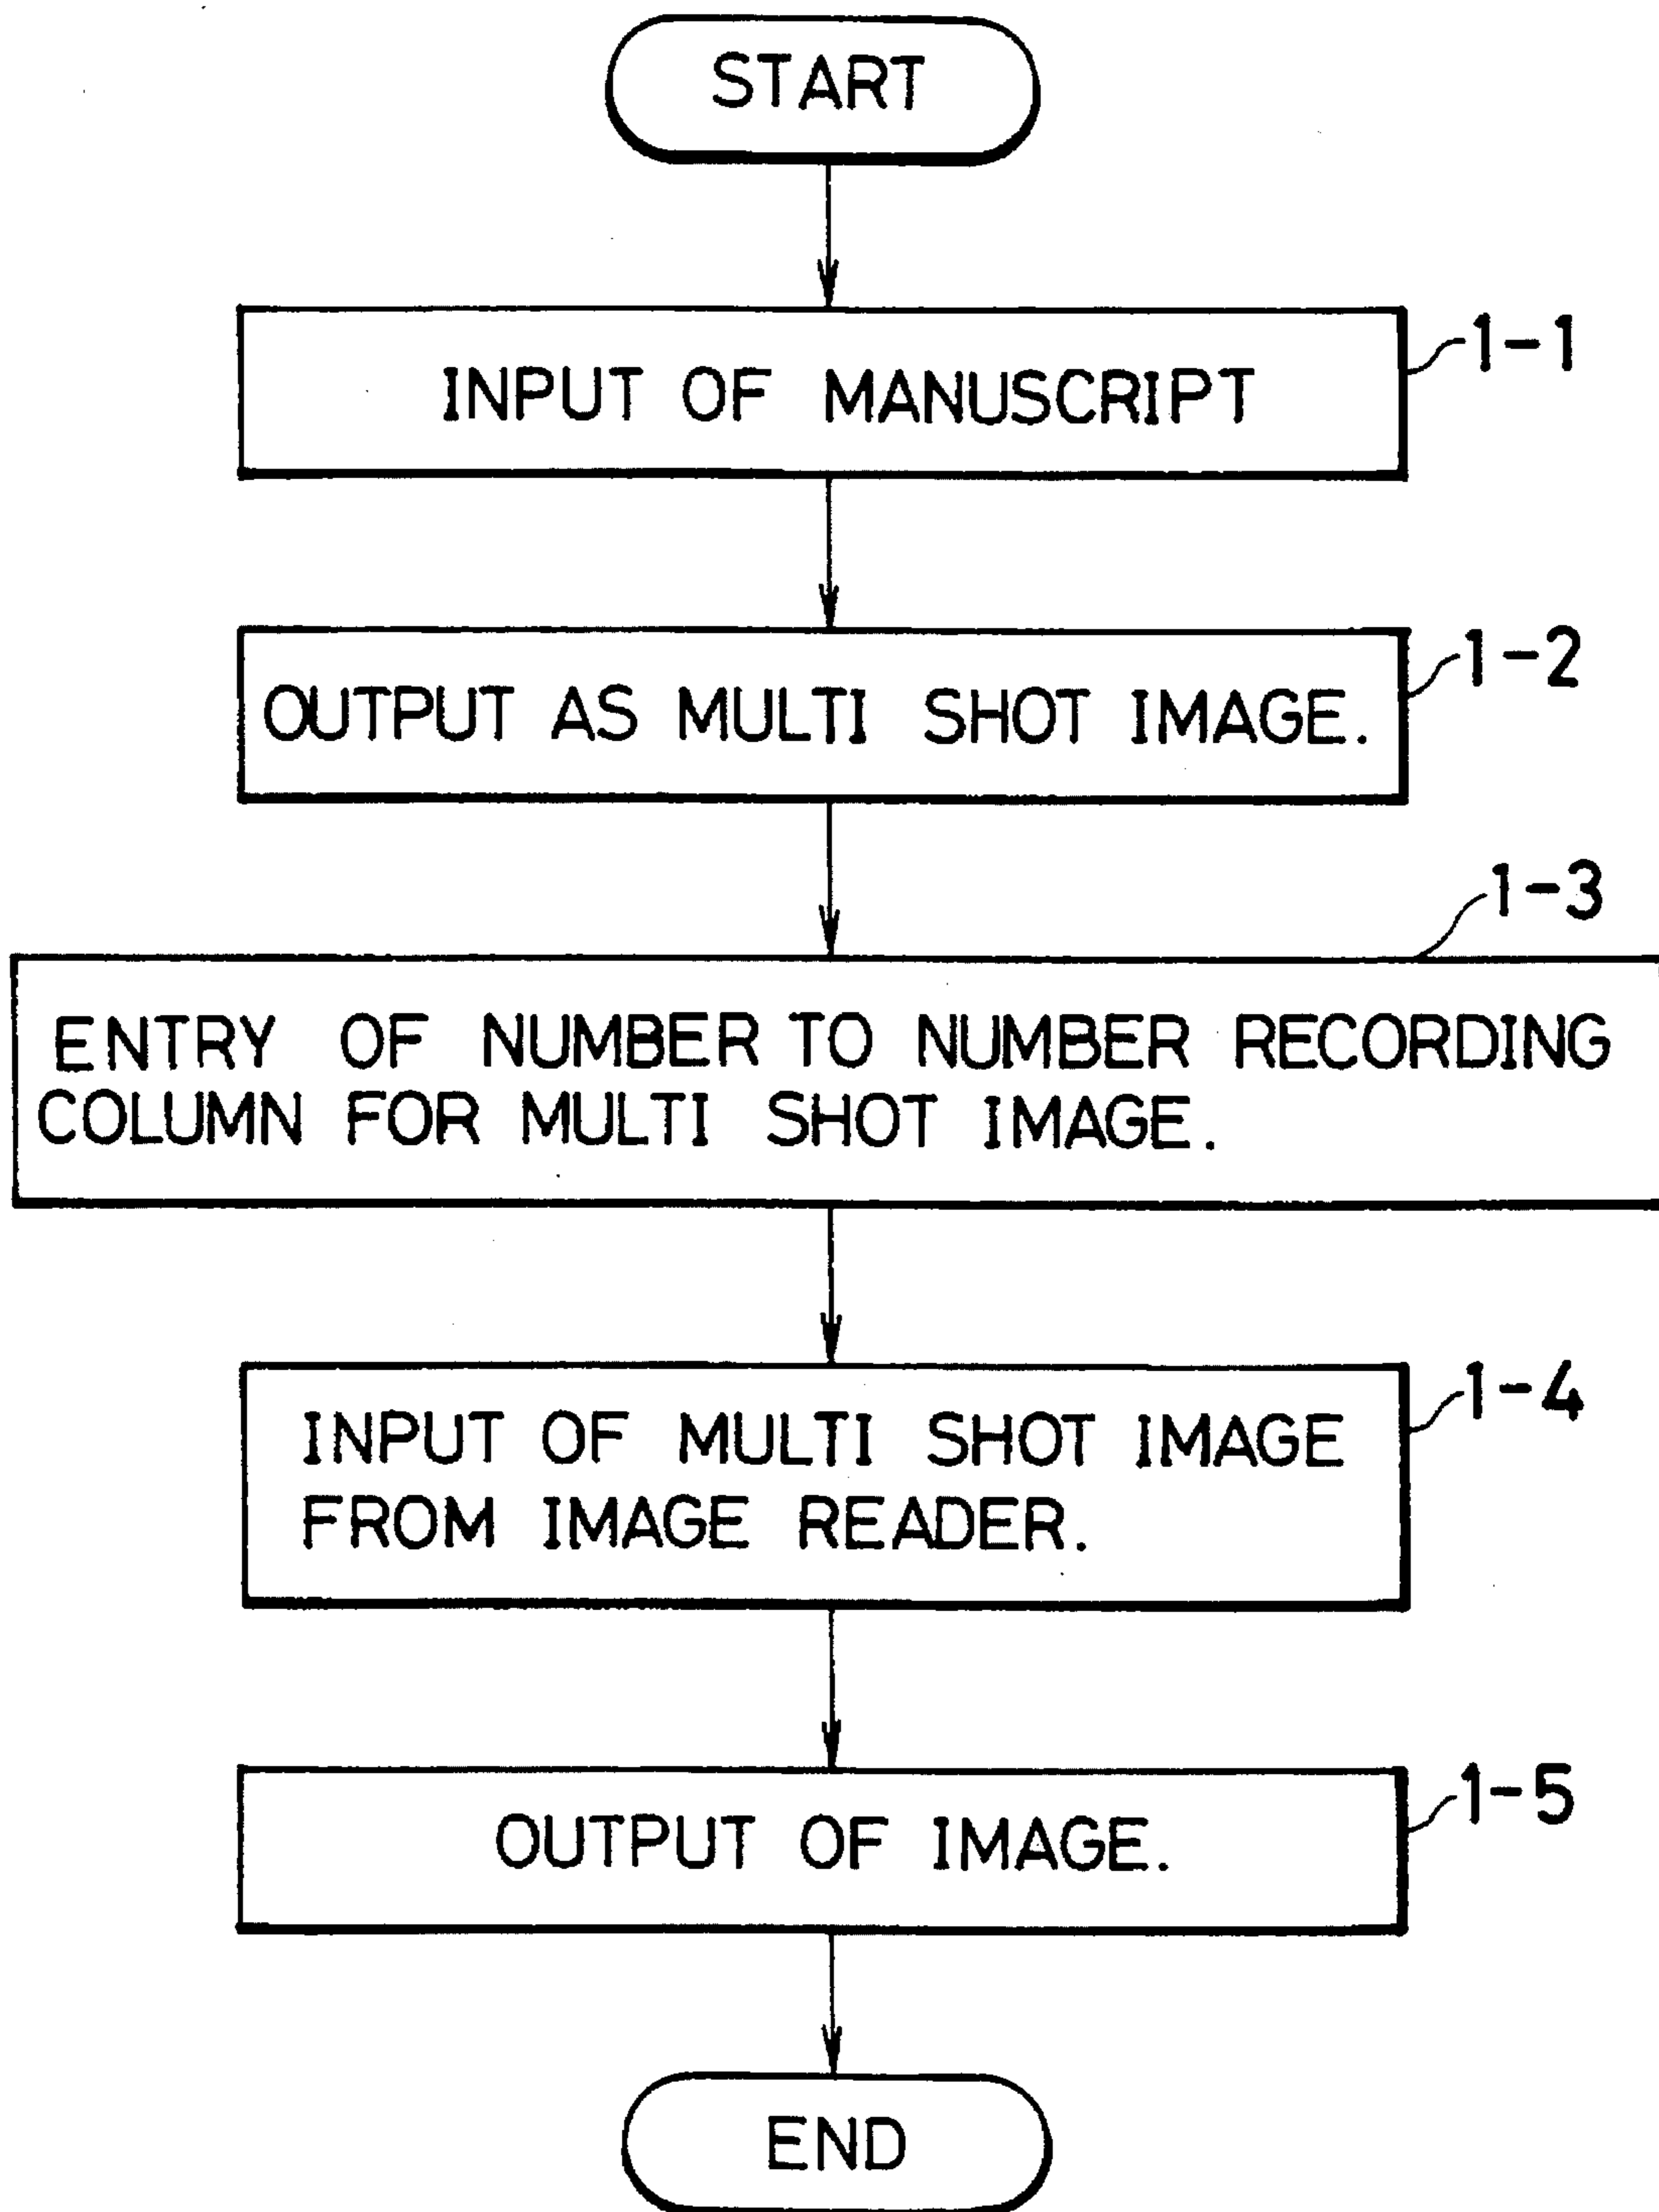 START
INPUT OF MANUSCRIPT
1-1
OUTPUT AS MULTI SHOT IMAGE.
1-2
1-3
ENTRY OF NUMBER TO NUMBER RECORDING
COLUMN FOR MULTI SHOT IMAGE.
INPUT OF MULTI SHOT IMAGE
FROM IMAGE READER.
1-4
OUTPUT OF IMAGE.
1-5
END